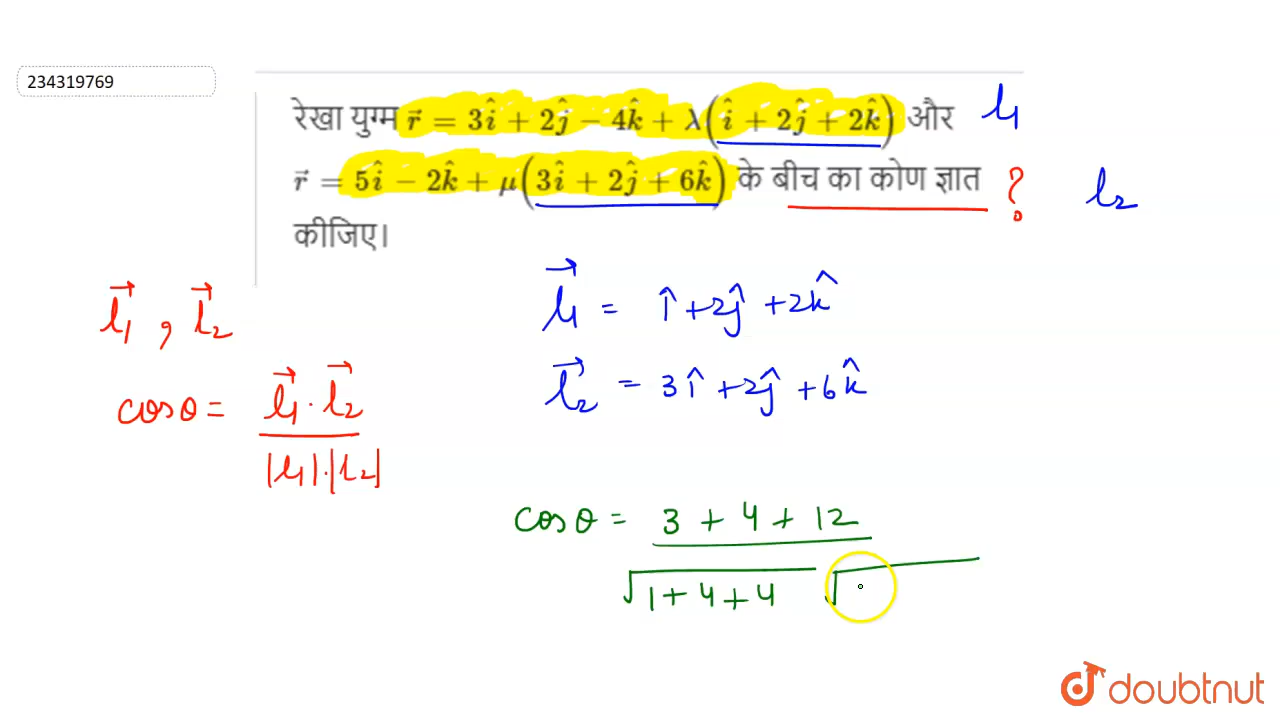 234319769
रेखा युग्म r⃗ = 3î + 2ĵ − 4k̂ + λ(î + 2ĵ + 2k̂) और l₁
r⃗ = 5î − 2k̂ + μ(3î + 2ĵ + 6k̂) के बीच का कोण ज्ञात ? l₂
कीजिए।
l⃗₁ , l⃗₂
cosθ = l⃗₁ · l⃗₂
|l₁|·|l₂|
l⃗₁ = î + 2ĵ + 2k̂
l⃗₂ = 3î + 2ĵ + 6k̂
cosθ = 3 + 4 + 12
√1 + 4 + 4 √
doubtnut